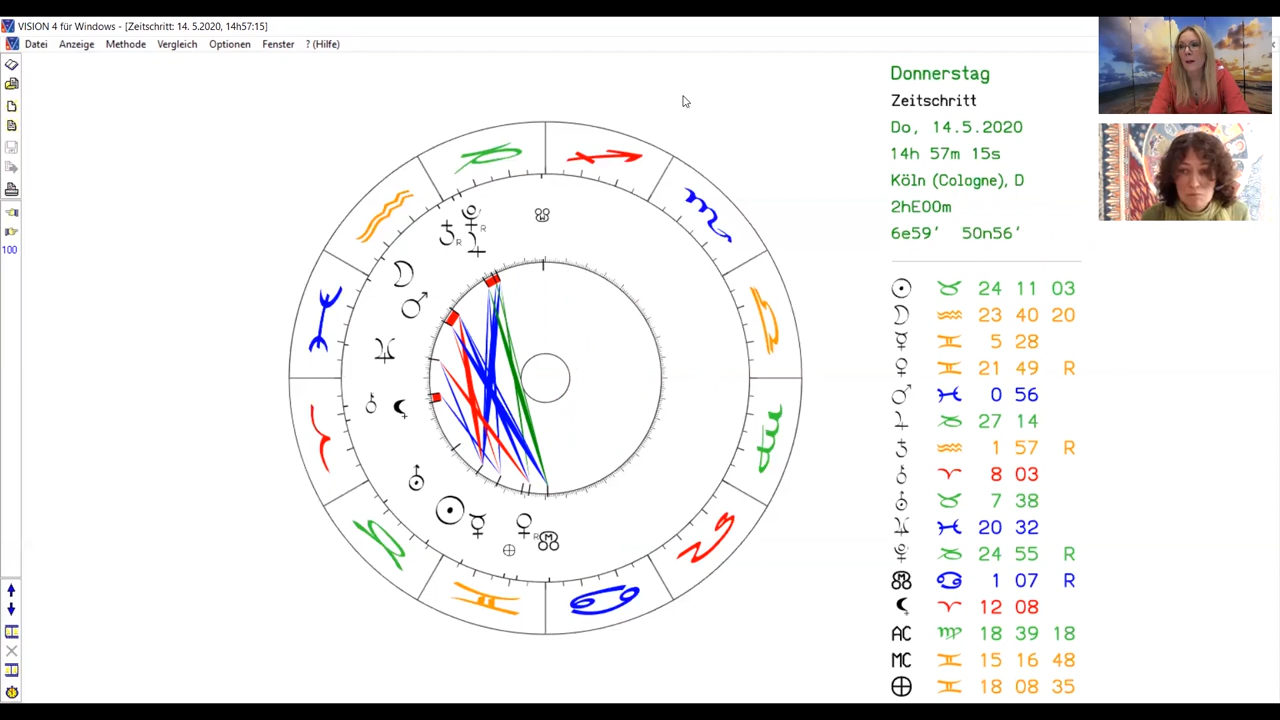 VISION 4 für Windows - [Zeitschritt: 14. 5.2020, 14h57:15]
Datei Anzeige Methode Vergleich Optionen Fenster ? (Hilfe)
100
Donnerstag
Zeitschritt
Do, 14.5.2020
14h 57m 15s
Köln (Cologne), D
2hE00m
6e59' 50n56'
☉ ♉ 24 11 03
☽ ♒ 23 40 20
☿ ♊ 5 28
♀ ♊ 21 49 R
♂ ♓ 0 56
♃ ♑ 27 14
♄ ♒ 1 57 R
⚷ ♈ 8 03
⛢ ♉ 7 38
♆ ♓ 20 32
♇ ♑ 24 55 R
☊ ♋ 1 07 R
⚸ ♈ 12 08
AC ♍ 18 39 18
MC ♊ 15 16 48
⊕ ♊ 18 08 35